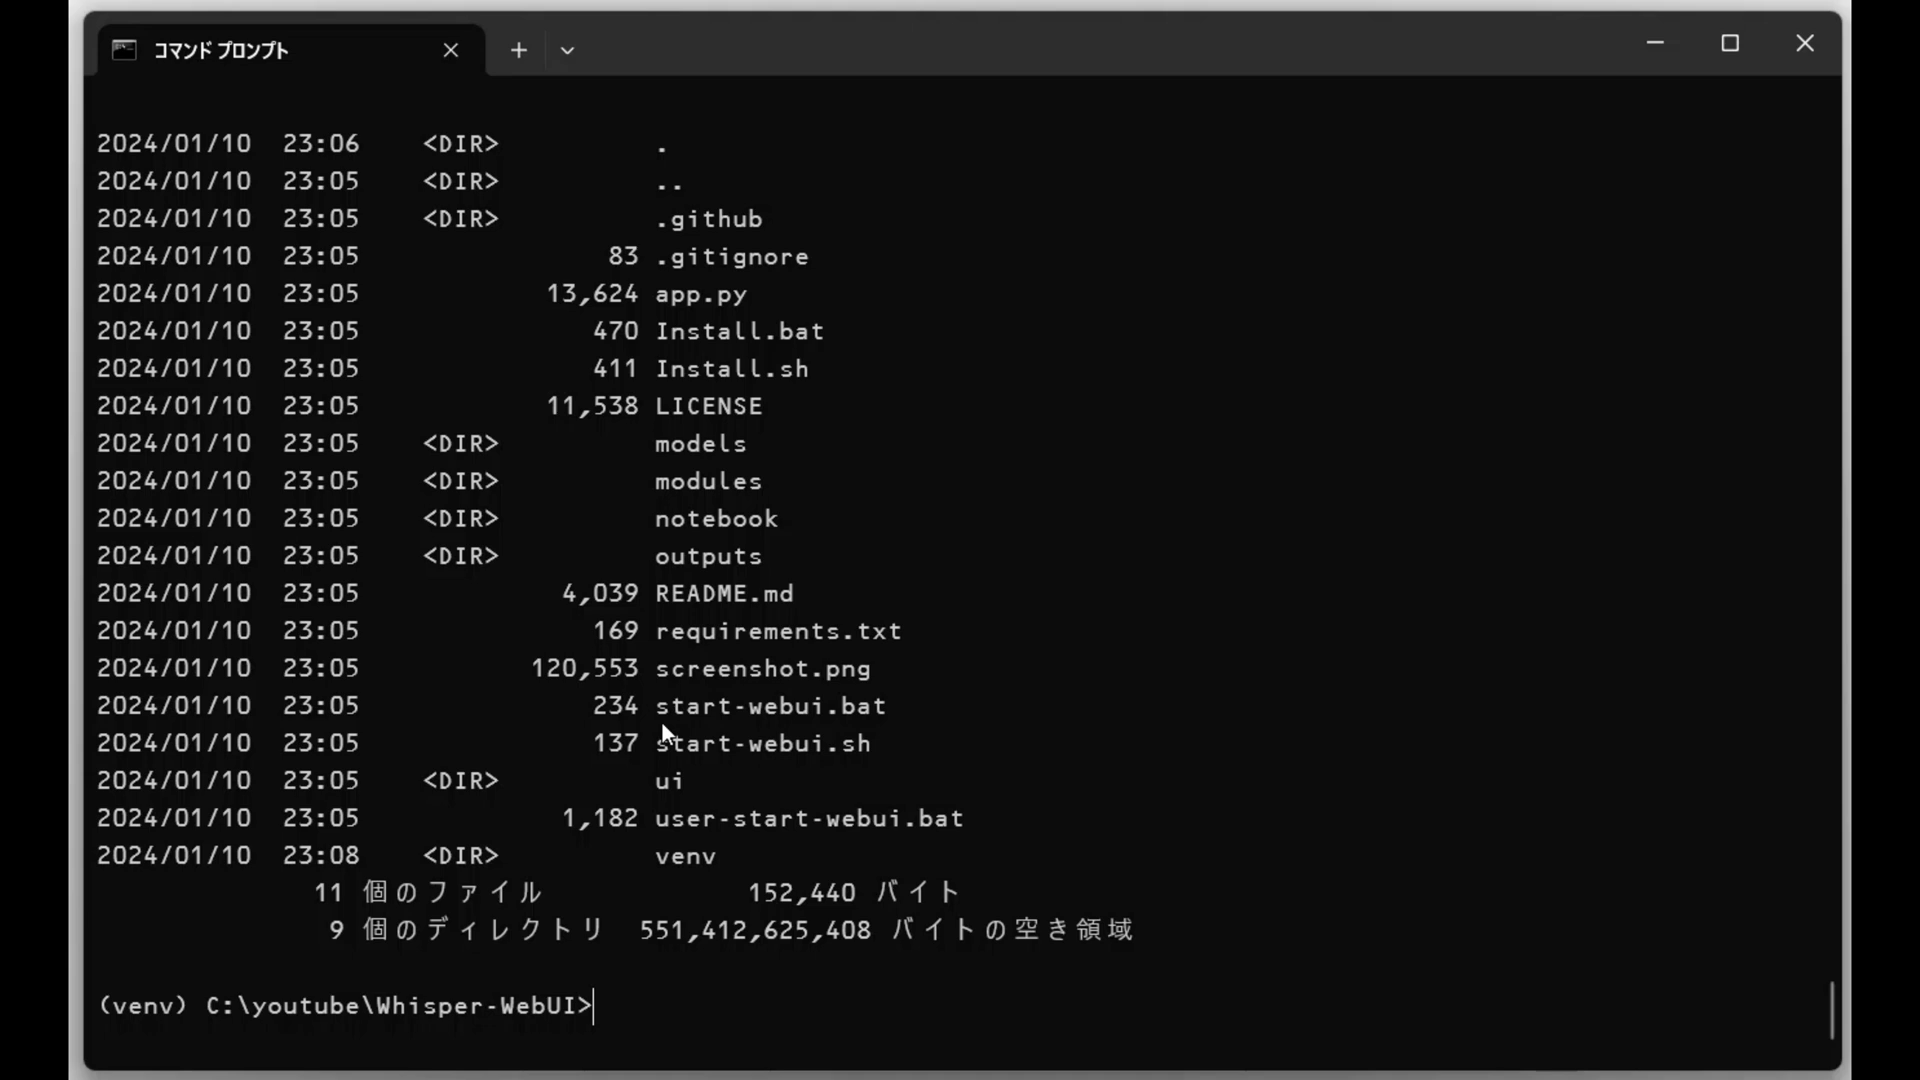 コマンド プロンプト
2024/01/10  23:06    <DIR>          .
2024/01/10  23:05    <DIR>          ..
2024/01/10  23:05    <DIR>          .github
2024/01/10  23:05                83 .gitignore
2024/01/10  23:05            13,624 app.py
2024/01/10  23:05               470 Install.bat
2024/01/10  23:05               411 Install.sh
2024/01/10  23:05            11,538 LICENSE
2024/01/10  23:05    <DIR>          models
2024/01/10  23:05    <DIR>          modules
2024/01/10  23:05    <DIR>          notebook
2024/01/10  23:05    <DIR>          outputs
2024/01/10  23:05             4,039 README.md
2024/01/10  23:05               169 requirements.txt
2024/01/10  23:05           120,553 screenshot.png
2024/01/10  23:05               234 start-webui.bat
2024/01/10  23:05               137 start-webui.sh
2024/01/10  23:05    <DIR>          ui
2024/01/10  23:05             1,182 user-start-webui.bat
2024/01/10  23:08    <DIR>          venv
11 個のファイル             152,440 バイト
9 個のディレクトリ  551,412,625,408 バイトの空き領域
(venv) C:\youtube\Whisper-WebUI>